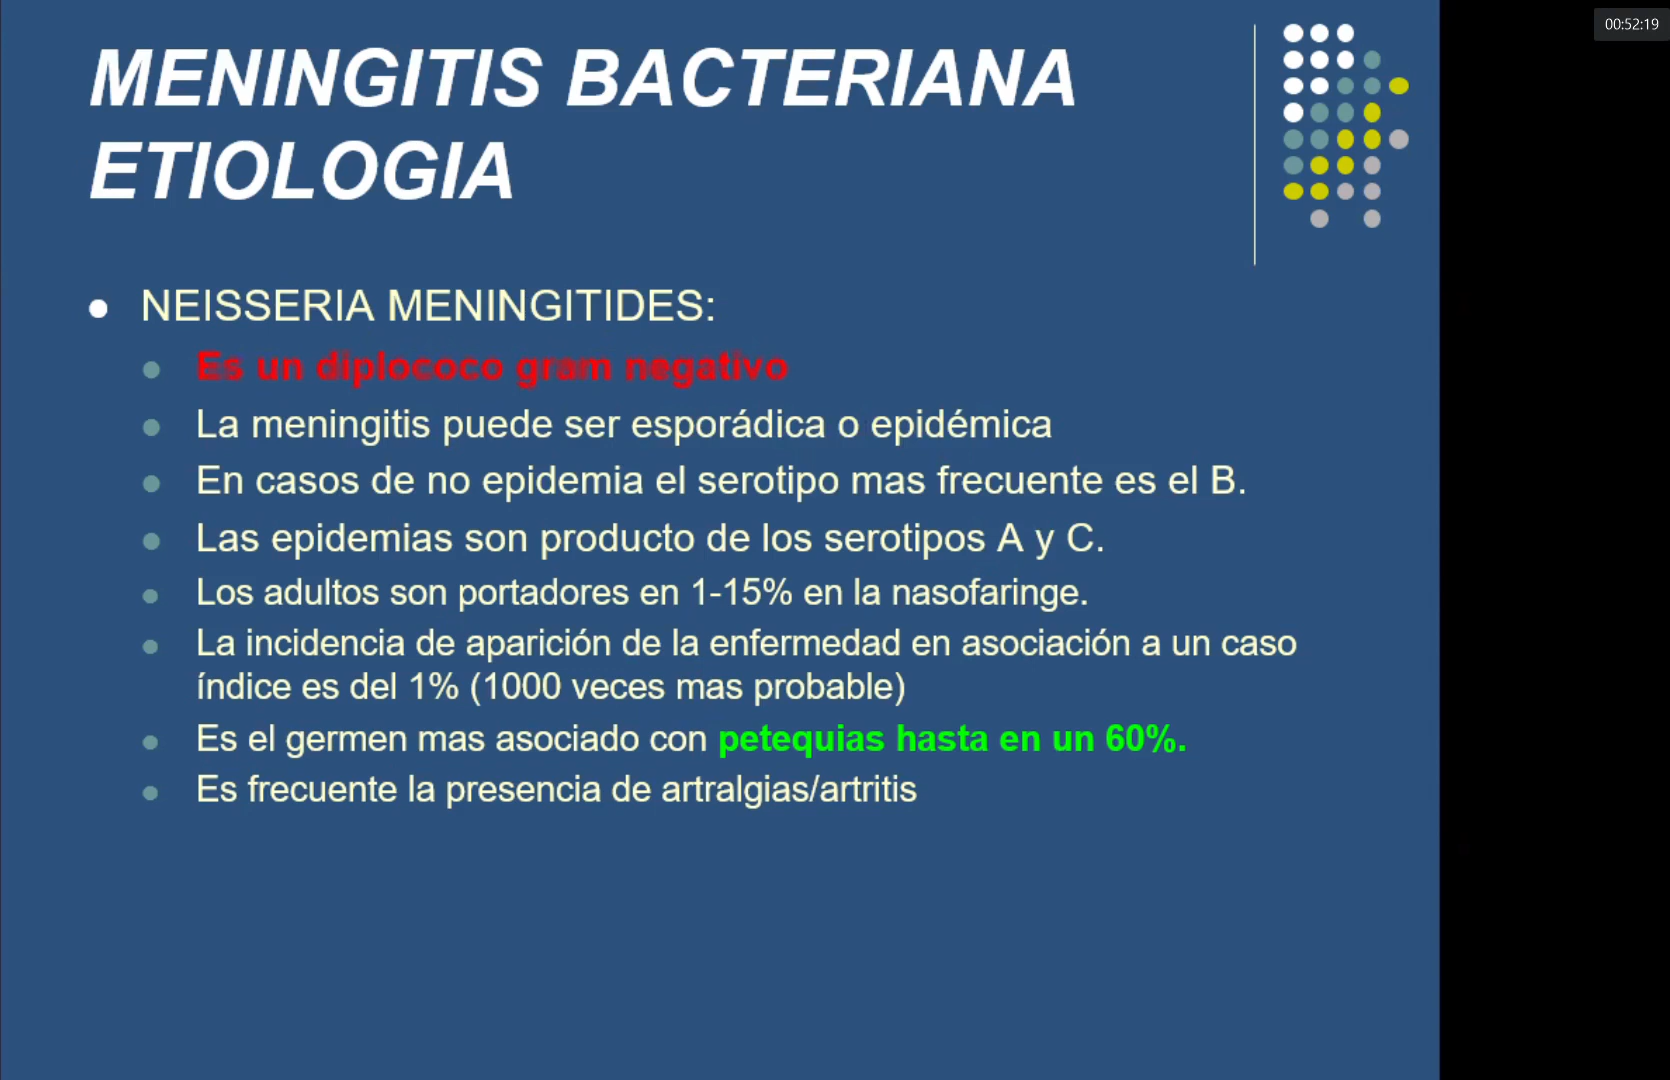 00:52:19
MENINGITIS BACTERIANA
ETIOLOGIA
NEISSERIA MENINGITIDES:
Es un diplococo gram negativo
La meningitis puede ser esporádica o epidémica
En casos de no epidemia el serotipo mas frecuente es el B.
Las epidemias son producto de los serotipos A y C.
Los adultos son portadores en 1-15% en la nasofaringe.
La incidencia de aparición de la enfermedad en asociación a un caso
índice es del 1% (1000 veces mas probable)
Es el germen mas asociado con petequias hasta en un 60%.
Es frecuente la presencia de artralgias/artritis